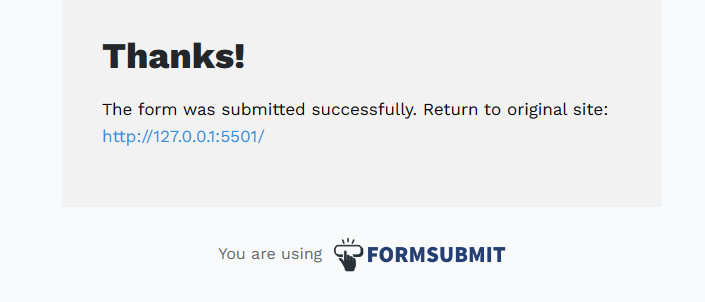 Thanks!
The form was submitted successfully. Return to original site:
http://127.0.0.1:5501/
You are using FORMSUBMIT